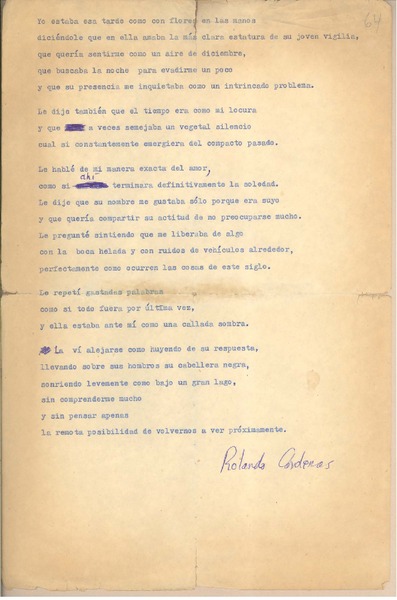 64
Yo estaba esa tarde como con flores en las manos
diciéndole que en ella amaba la más clara estatura de mi joven vigilia,
que quería sentirme como un aire de diciembre,
que buscaba la noche para evadirme un poco
y que su presencia me inquietaba como un intrincado problema.
Le dije también que el tiempo era como mi locura
y que a veces semejaba un vegetal silencio
cual si constantemente emergiera del compacto pasado.
Le hablé de mi manera exacta del amor,
como si ahí terminara definitivamente la soledad.
Le dije que su nombre me gustaba sólo porque era suyo
y que quería compartir su actitud de no preocuparse mucho.
Le pregunté sintiendo que me liberaba de algo
con la boca helada y con ruidos de vehículos alrededor,
perfectamente como ocurren las cosas de este siglo.
Le repetí gastadas palabras
como si todo fuera por última vez,
y ella estaba ante mí como una callada sombra.
La ví alejarse como huyendo de su respuesta,
llevando sobre sus hombros su cabellera negra,
sonriendo levemente como bajo un gran lago,
sin comprenderme mucho
y sin pensar apenas
la remota posibilidad de volvernos a ver próximamente.
Rolando Cárdenas